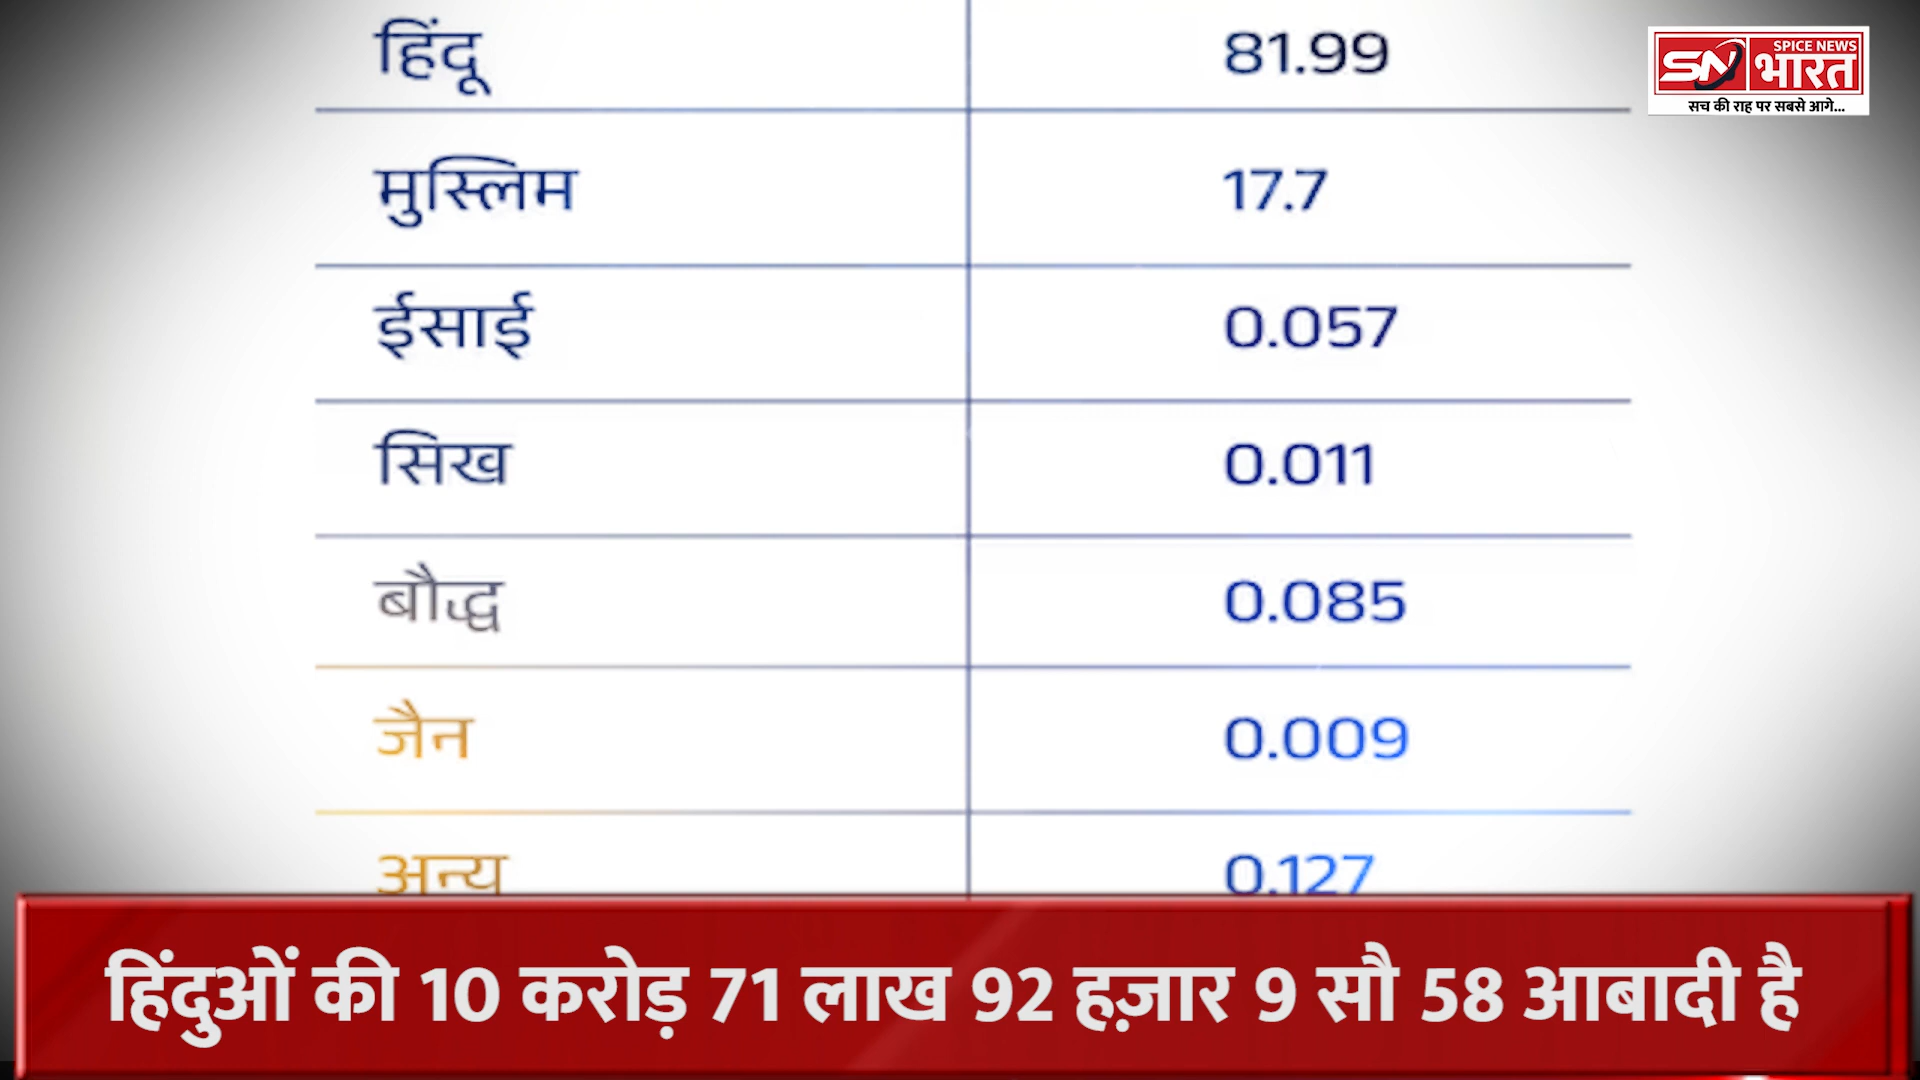 हिंदू 81.99
SPICE NEWS
SN भारत
सच की राह पर सबसे आगे...
मुस्लिम 17.7
ईसाई 0.057
सिख 0.011
बौद्ध 0.085
जैन 0.009
अन्य 0.127
हिंदुओं की 10 करोड़ 71 लाख 92 हज़ार 9 सौ 58 आबादी है